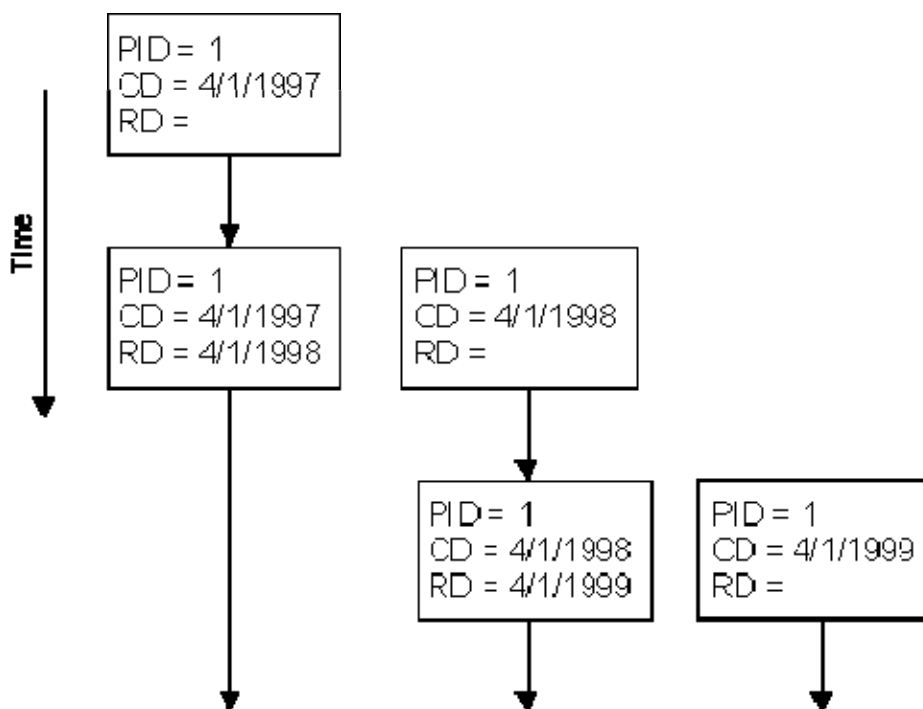 PID = 1
CD = 4/1/1997
RD =
Time
PID = 1
CD = 4/1/1997
RD = 4/1/1998
PID = 1
CD = 4/1/1998
RD =
PID = 1
CD = 4/1/1998
RD = 4/1/1999
PID = 1
CD = 4/1/1999
RD =